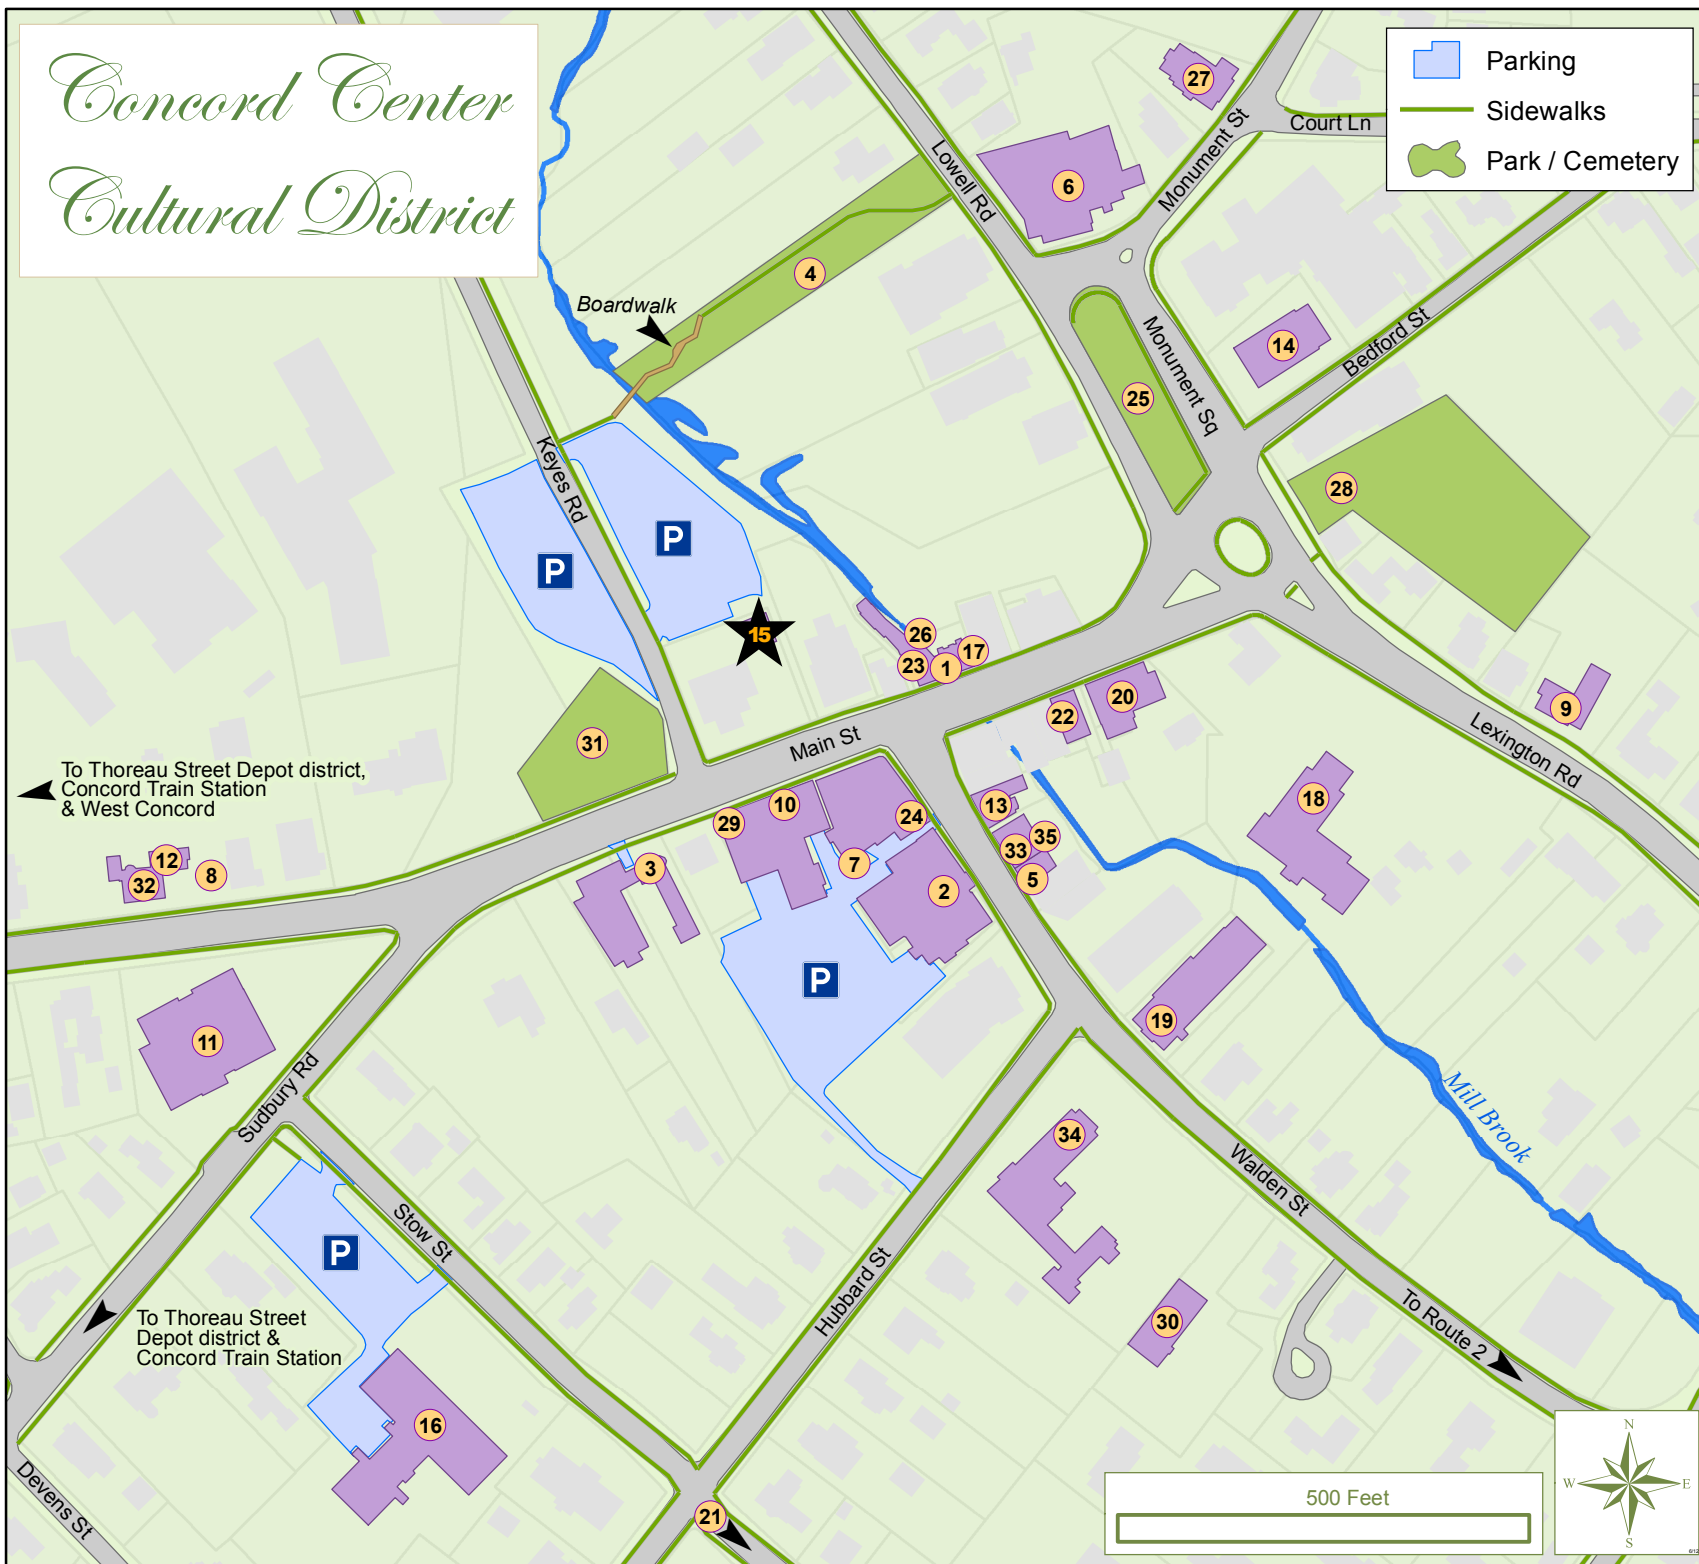 Concord Center
Cultural District
Parking
Sidewalks
Park / Cemetery
27
Court Ln
Monument St
Lowell Rd
6
4
Boardwalk
14
Bedford St
Monument Sq
25
28
Keyes Rd
P
P
15
26
17
23
1
20
22
9
31
Main St
Lexington Rd
To Thoreau Street Depot district,
Concord Train Station
& West Concord
18
10
13
29
24
35
33
12
32
8
3
7
5
2
P
11
19
Sudbury Rd
Mill Brook
34
Walden St
Stow St
P
Hubbard St
30
To Route 2
To Thoreau Street
Depot district &
Concord Train Station
16
Devens St
21
500 Feet
N
W
E
S